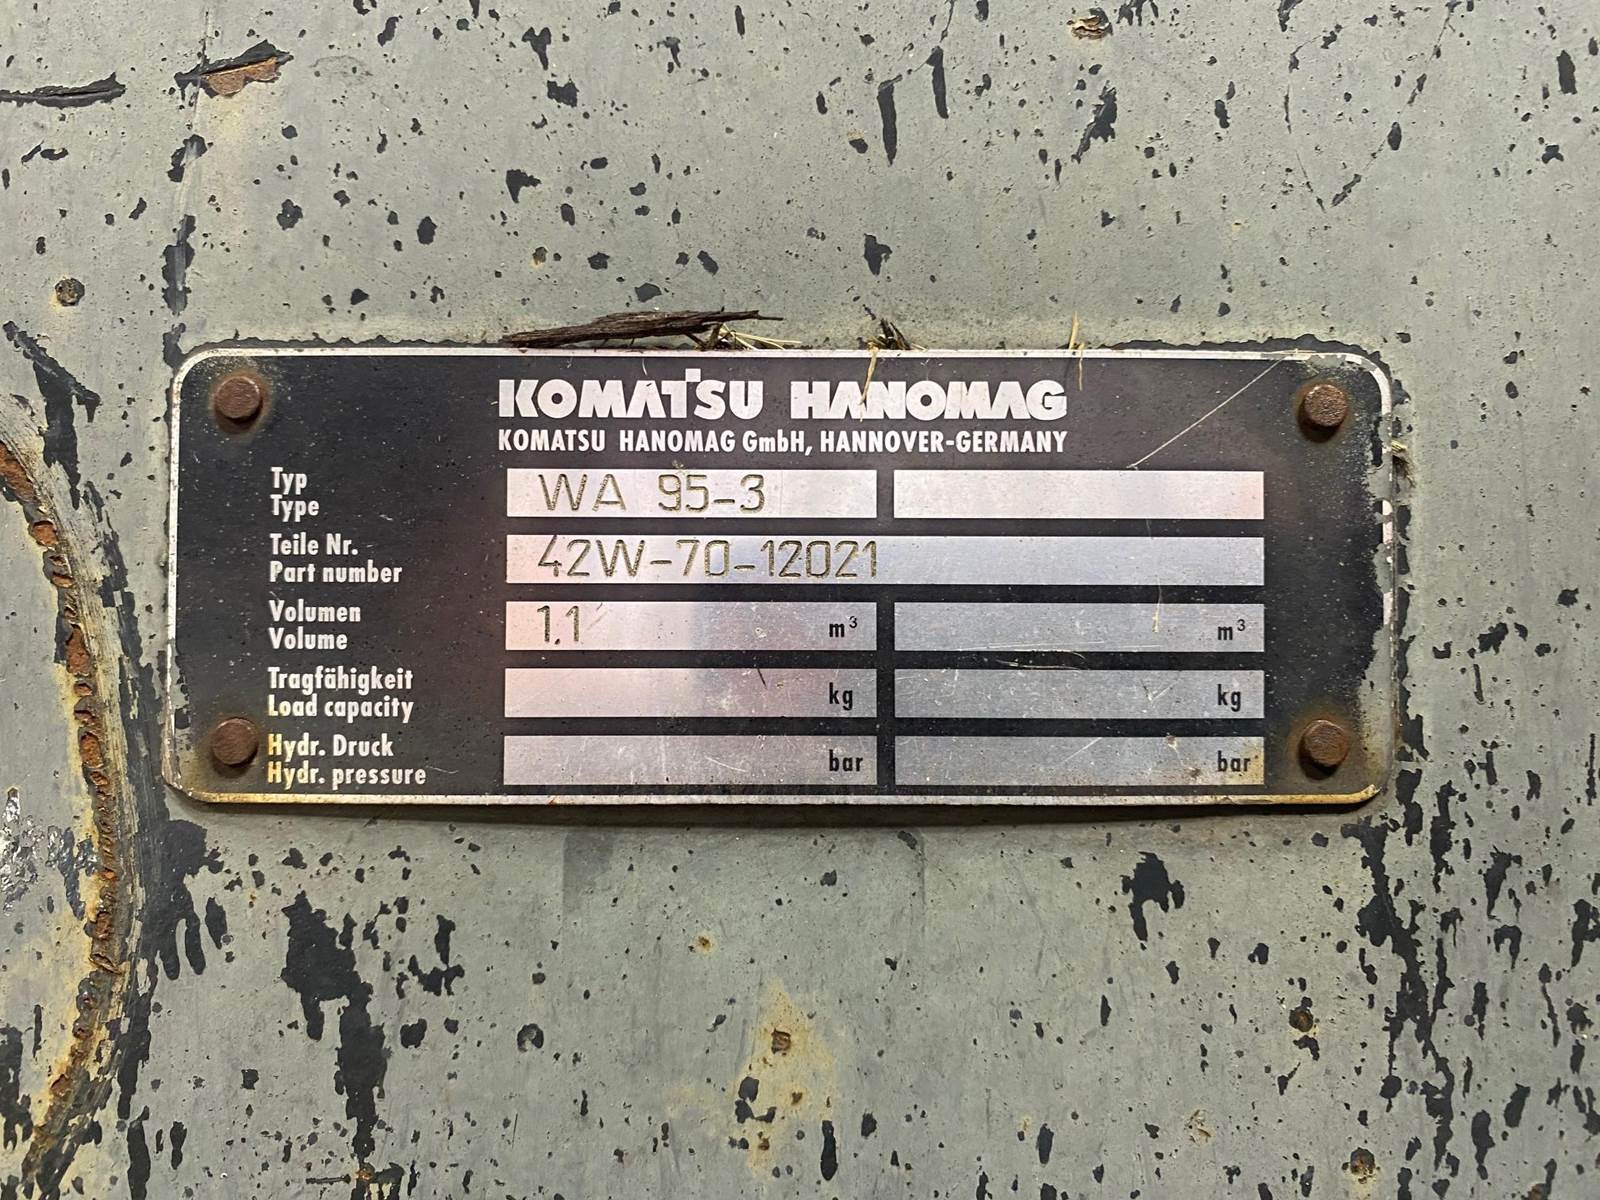 KOMATSU HANOMAG
KOMATSU HANOMAG GmbH, HANNOVER-GERMANY
Typ
Type
WA 95-3
Teile Nr.
Part number
42W-70-12021
Volumen
Volume
1,1 m³ m³
Tragfähigkeit
Load capacity
kg kg
Hydr. Druck
Hydr. pressure
bar bar